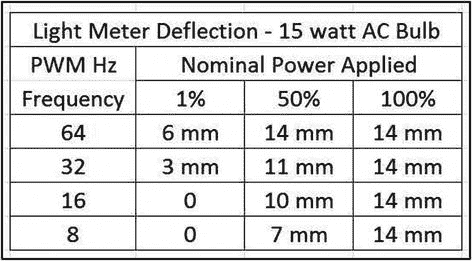 Light Meter Deflection - 15 watt AC Bulb
PWM Hz Nominal Power Applied
Frequency 1% 50% 100%
64 6 mm 14 mm 14 mm
32 3 mm 11 mm 14 mm
16 0 10 mm 14 mm
8 0 7 mm 14 mm